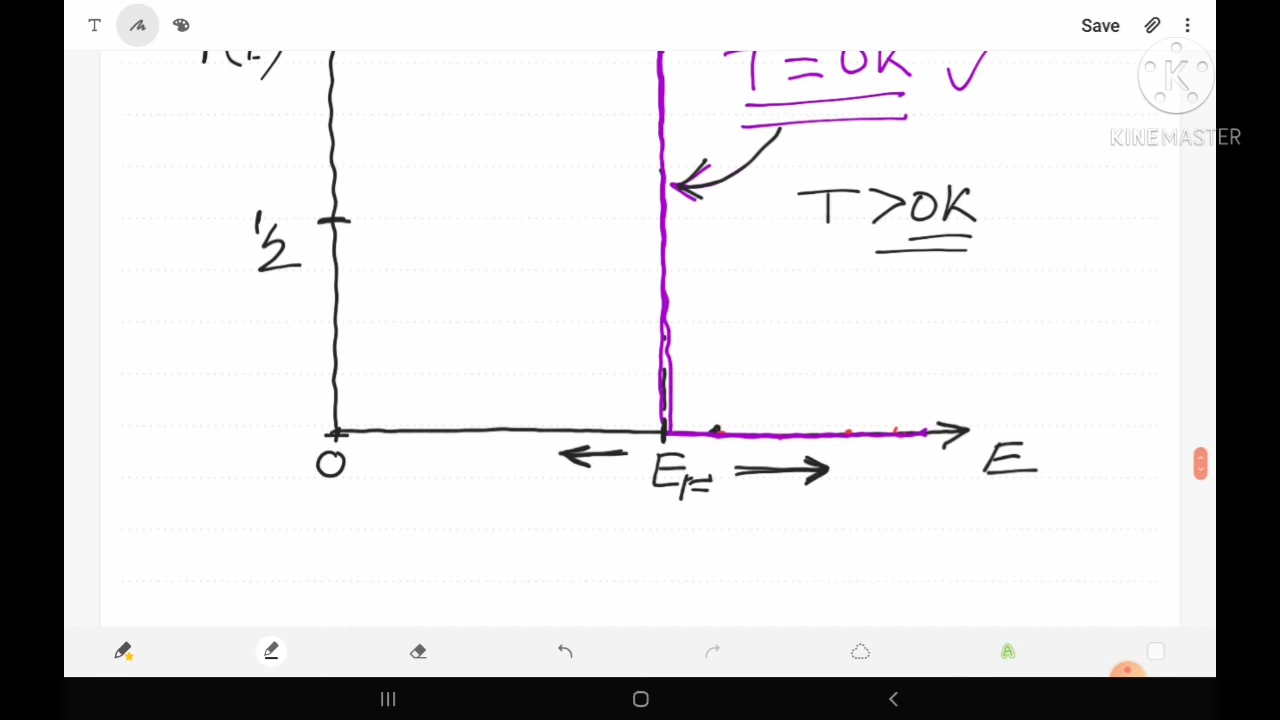 T
Save
f(E)
T = 0K ✓
K
KINEMASTER
T > 0K
1/2
0
E_F
E
A